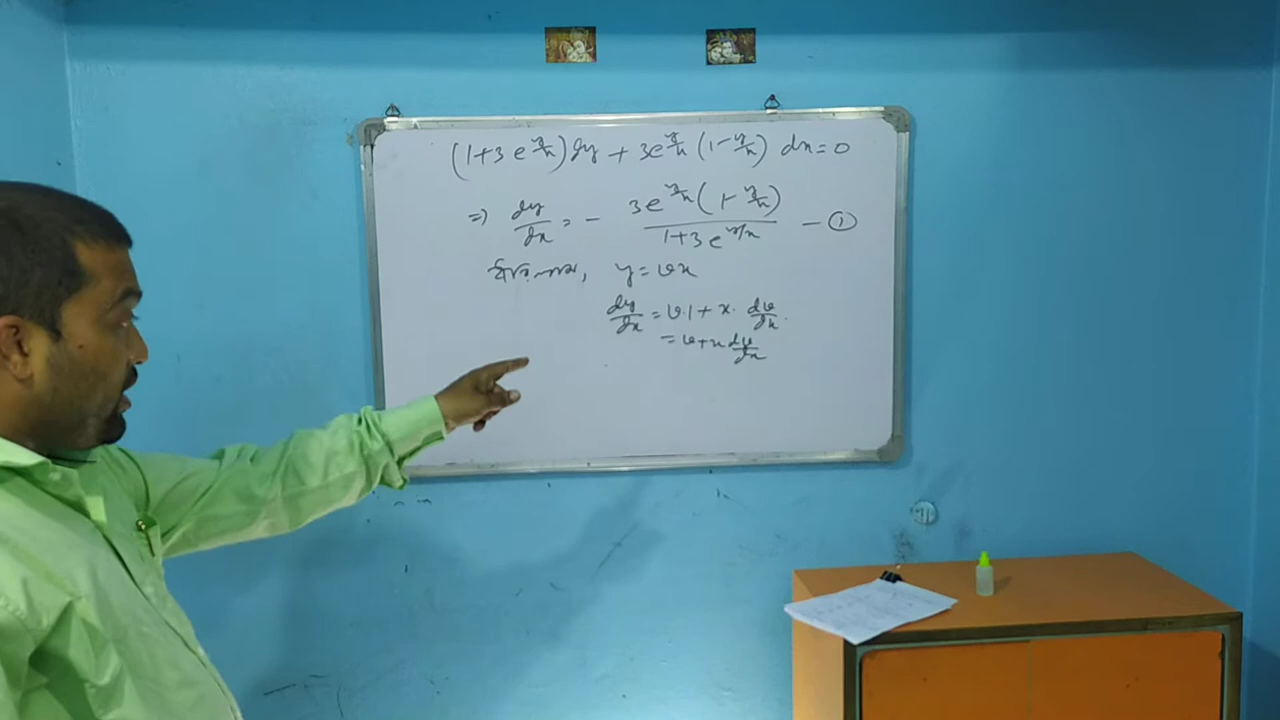 (1+3e^{y/x})dy + 3e^{y/x}(1-y/x) dx=0
⇒ dy/dx = - 3e^{y/x}(1-y/x) / 1+3e^{y/x} - ①
y = vx
dy/dx = v.1 + x. dv/dx.
= v+x dv/dx